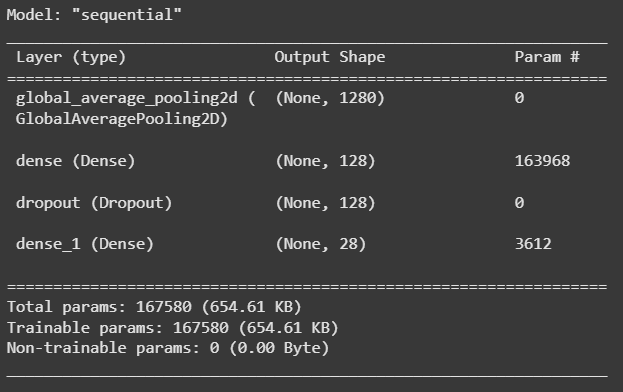 Model: "sequential"
_________________________________________________________________
Layer (type) Output Shape Param #
=================================================================
global_average_pooling2d ( (None, 1280) 0
GlobalAveragePooling2D)
dense (Dense) (None, 128) 163968
dropout (Dropout) (None, 128) 0
dense_1 (Dense) (None, 28) 3612
=================================================================
Total params: 167580 (654.61 KB)
Trainable params: 167580 (654.61 KB)
Non-trainable params: 0 (0.00 Byte)
_________________________________________________________________